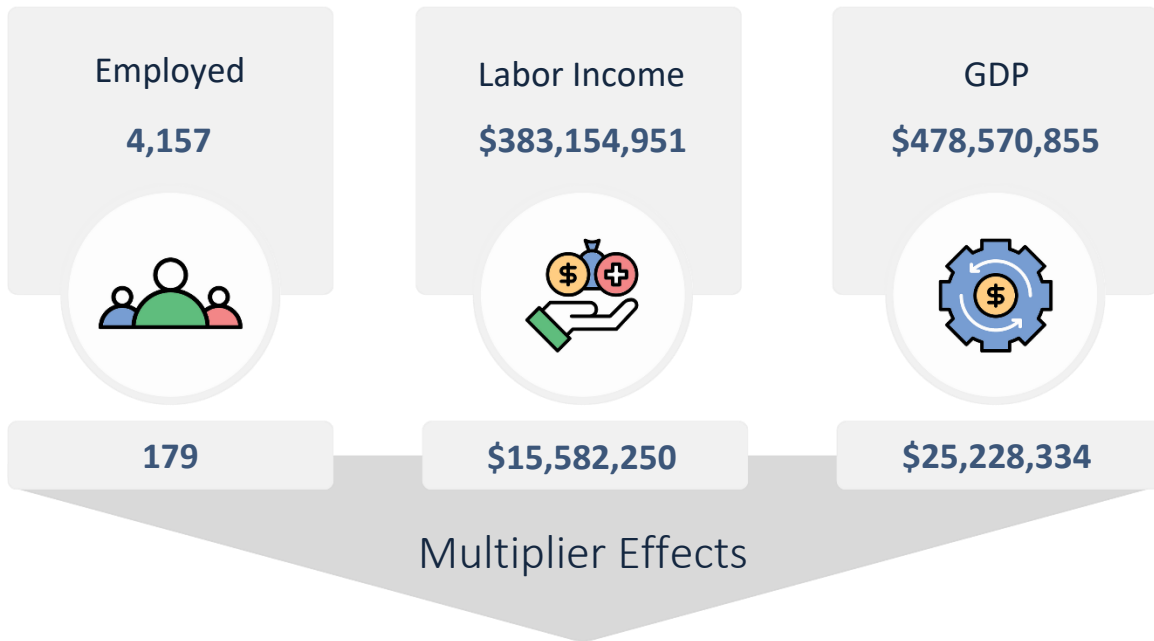 Employed
4,157
Labor Income
$383,154,951
GDP
$478,570,855
179
$15,582,250
$25,228,334
Multiplier Effects